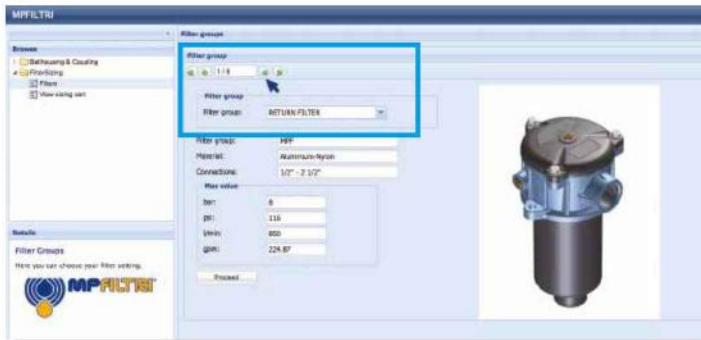 MPFILTRI
Filter groups
Browse
Bellhousing & Coupling
FilterSizing
Filters
View sizing cart
Filter group
1 / 6
Filter group
Filter group: RETURN FILTER
Filter group: MPF
Material: Aluminium-Nylon
Connections: 1/2" - 2 1/2"
Max value
bar: 8
psi: 116
l/min: 850
gpm: 224.87
Proceed
Details
Filter Groups
Here you can choose your filter setting.
MPFILTRI